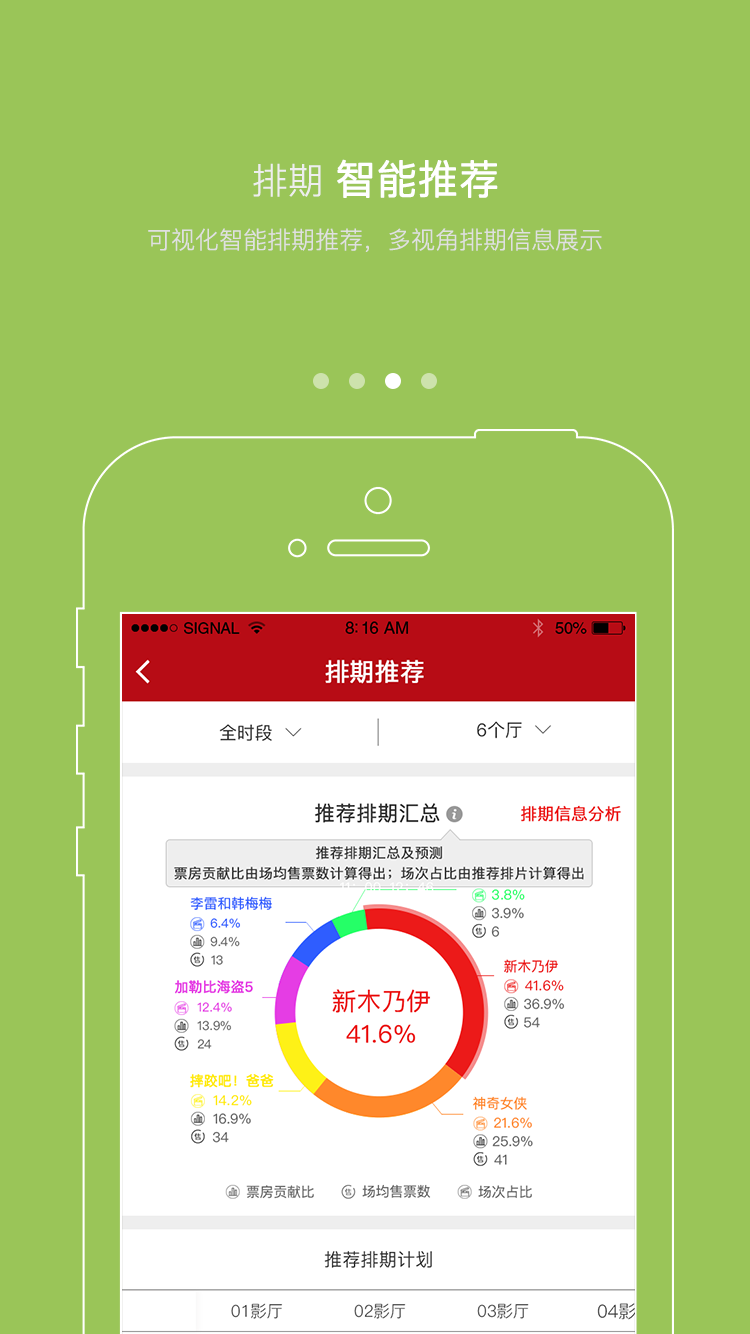 排期 智能推荐
可视化智能排期推荐，多视角排期信息展示
SIGNAL 8:16 AM 50%
排期推荐
全时段 6个厅
推荐排期汇总 排期信息分析
推荐排期汇总及预测
票房贡献比由场均售票数计算得出；场次占比由推荐排片计算得出
3.8%
3.9%
6
李雷和韩梅梅
6.4%
9.4%
13
新木乃伊
41.6%
36.9%
54
加勒比海盗5
12.4%
13.9%
24
新木乃伊
41.6%
摔跤吧！爸爸
14.2%
16.9%
34
神奇女侠
21.6%
25.9%
41
票房贡献比 场均售票数 场次占比
推荐排期计划
01影厅 02影厅 03影厅 04影